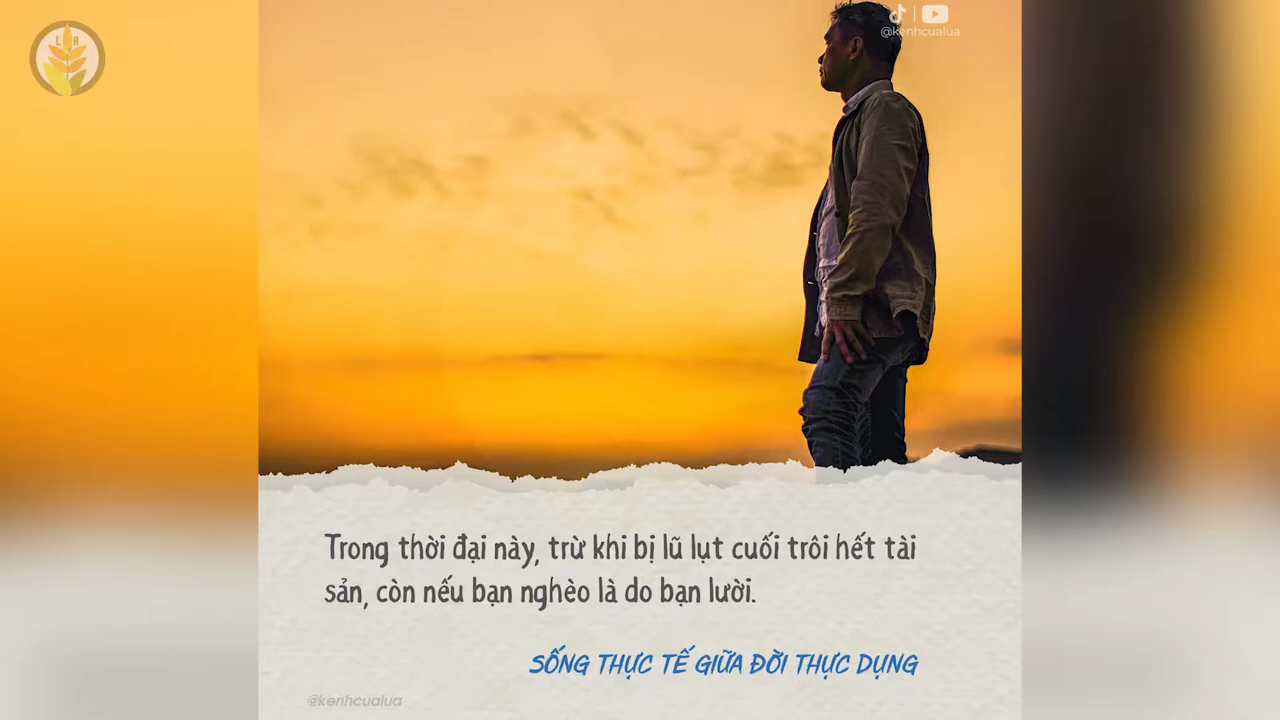 L A
@kenhcualua
Trong thời đại này, trừ khi bị lũ lụt cuối trôi hết tài
sản, còn nếu bạn nghèo là do bạn lười.
SỐNG THỰC TẾ GIỮA ĐỜI THỰC DỤNG
@kenhcualua